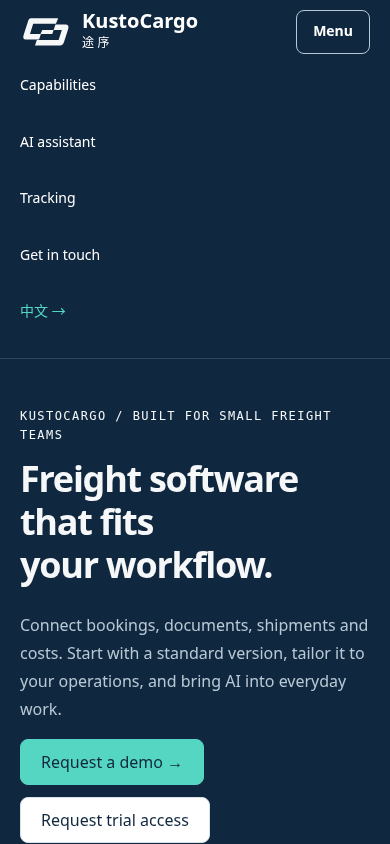 KustoCargo
途序
Menu
Capabilities
AI assistant
Tracking
Get in touch
中文 →
KUSTOCARGO / BUILT FOR SMALL FREIGHT
TEAMS
Freight software
that fits
your workflow.
Connect bookings, documents, shipments and
costs. Start with a standard version, tailor it to
your operations, and bring AI into everyday
work.
Request a demo →
Request trial access